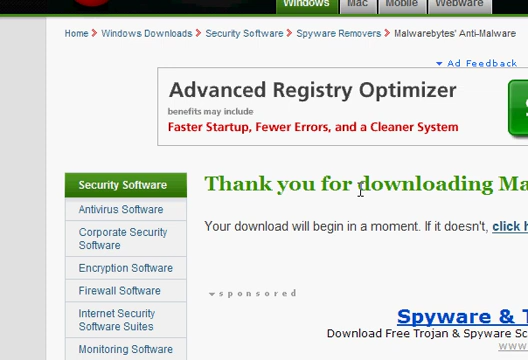 Windows Mac Mobile Webware
Home > Windows Downloads > Security Software > Spyware Removers > Malwarebytes' Anti-Malware
Ad Feedback
Advanced Registry Optimizer
benefits may include
Faster Startup, Fewer Errors, and a Cleaner System
Security Software
Thank you for downloading Ma
Antivirus Software
Your download will begin in a moment. If it doesn't, click h
Corporate Security
Software
Encryption Software
Firewall Software
sponsored
Internet Security
Software Suites
Spyware & T
Download Free Trojan & Spyware Sc
www.
Monitoring Software